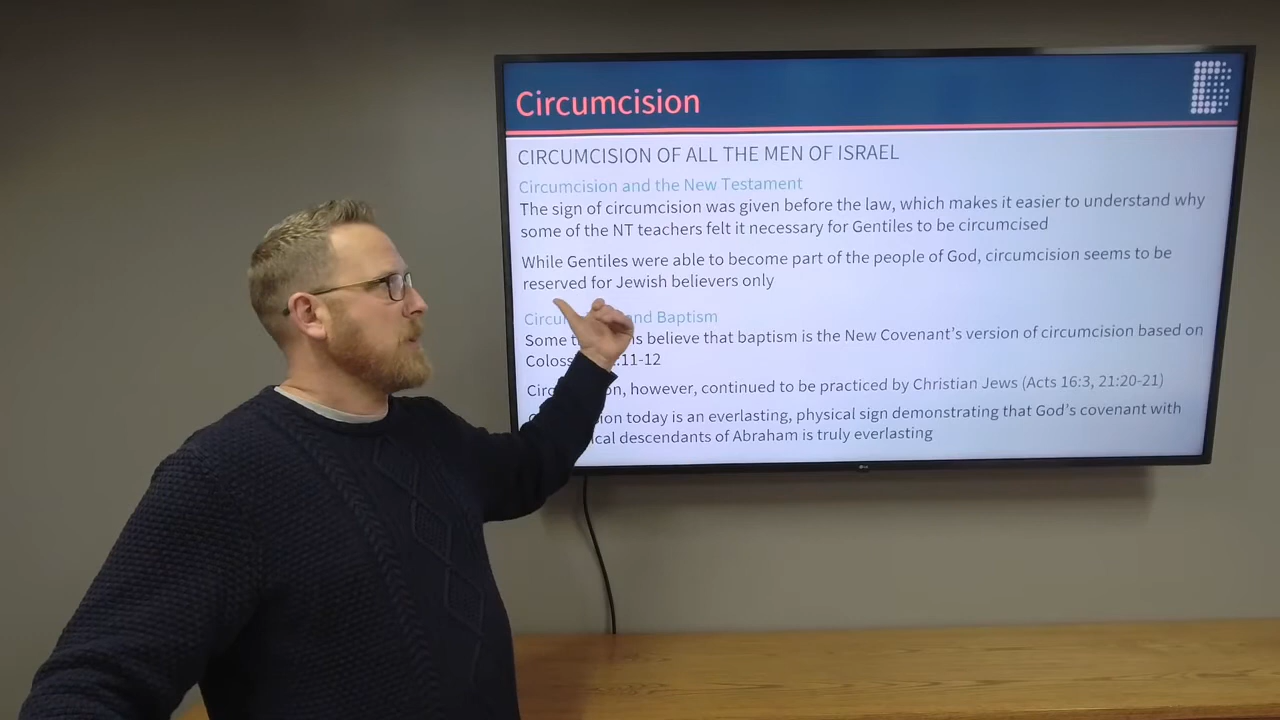 Circumcision
CIRCUMCISION OF ALL THE MEN OF ISRAEL
Circumcision and the New Testament
The sign of circumcision was given before the law, which makes it easier to understand why
some of the NT teachers felt it necessary for Gentiles to be circumcised
While Gentiles were able to become part of the people of God, circumcision seems to be
reserved for Jewish believers only
and Baptism
Some believe that baptism is the New Covenant's version of circumcision based on
11-12
however, continued to be practiced by Christian Jews (Acts 16:3, 21:20-21)
today is an everlasting, physical sign demonstrating that God's covenant with
descendants of Abraham is truly everlasting
LG